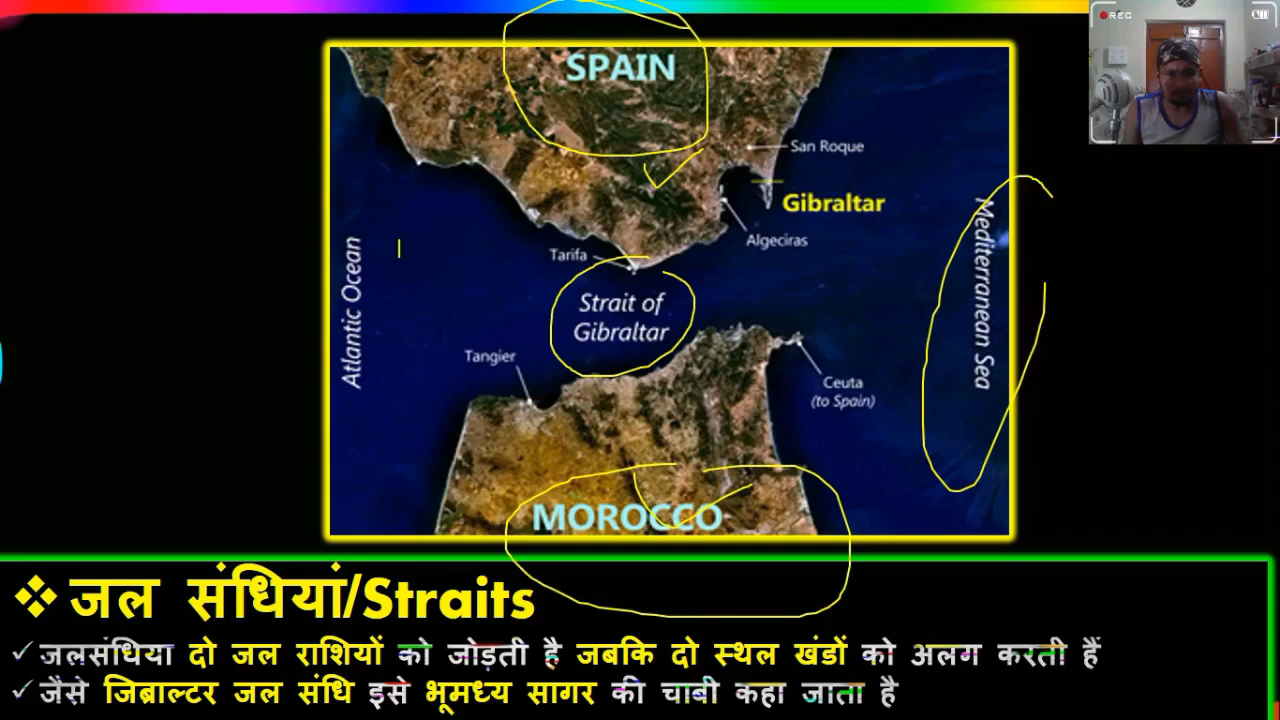 REC
SPAIN
San Roque
Gibraltar
Algeciras
Tarifa
Atlantic Ocean
Strait of
Gibraltar
Mediterranean Sea
Tangier
Ceuta
(to Spain)
MOROCCO
❖ जल संधियां/Straits
✓ जलसंधिया दो जल राशियों को जोड़ती है जबकि दो स्थल खंडों को अलग करती हैं
✓ जैसे जिब्राल्टर जल संधि इसे भूमध्य सागर की चाबी कहा जाता है